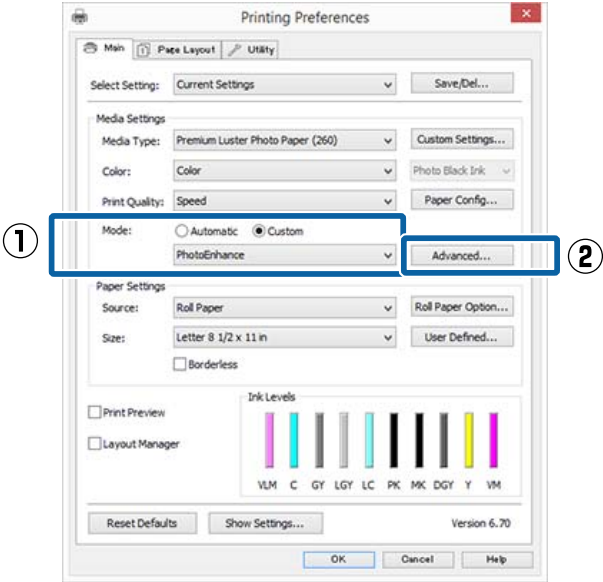 Printing Preferences
Main Page Layout Utility
Select Setting: Current Settings Save/Del...
Media Settings
Media Type: Premium Luster Photo Paper (260) Custom Settings...
Color: Color Photo Black Ink
Print Quality: Speed Paper Config...
① Mode: Automatic Custom
PhotoEnhance Advanced... ②
Paper Settings
Source: Roll Paper Roll Paper Option...
Size: Letter 8 1/2 x 11 in User Defined...
Borderless
Ink Levels
Print Preview
Layout Manager
VLM C GY LGY LC PK MK DGY Y VM
Reset Defaults Show Settings... Version 6.70
OK Cancel Help